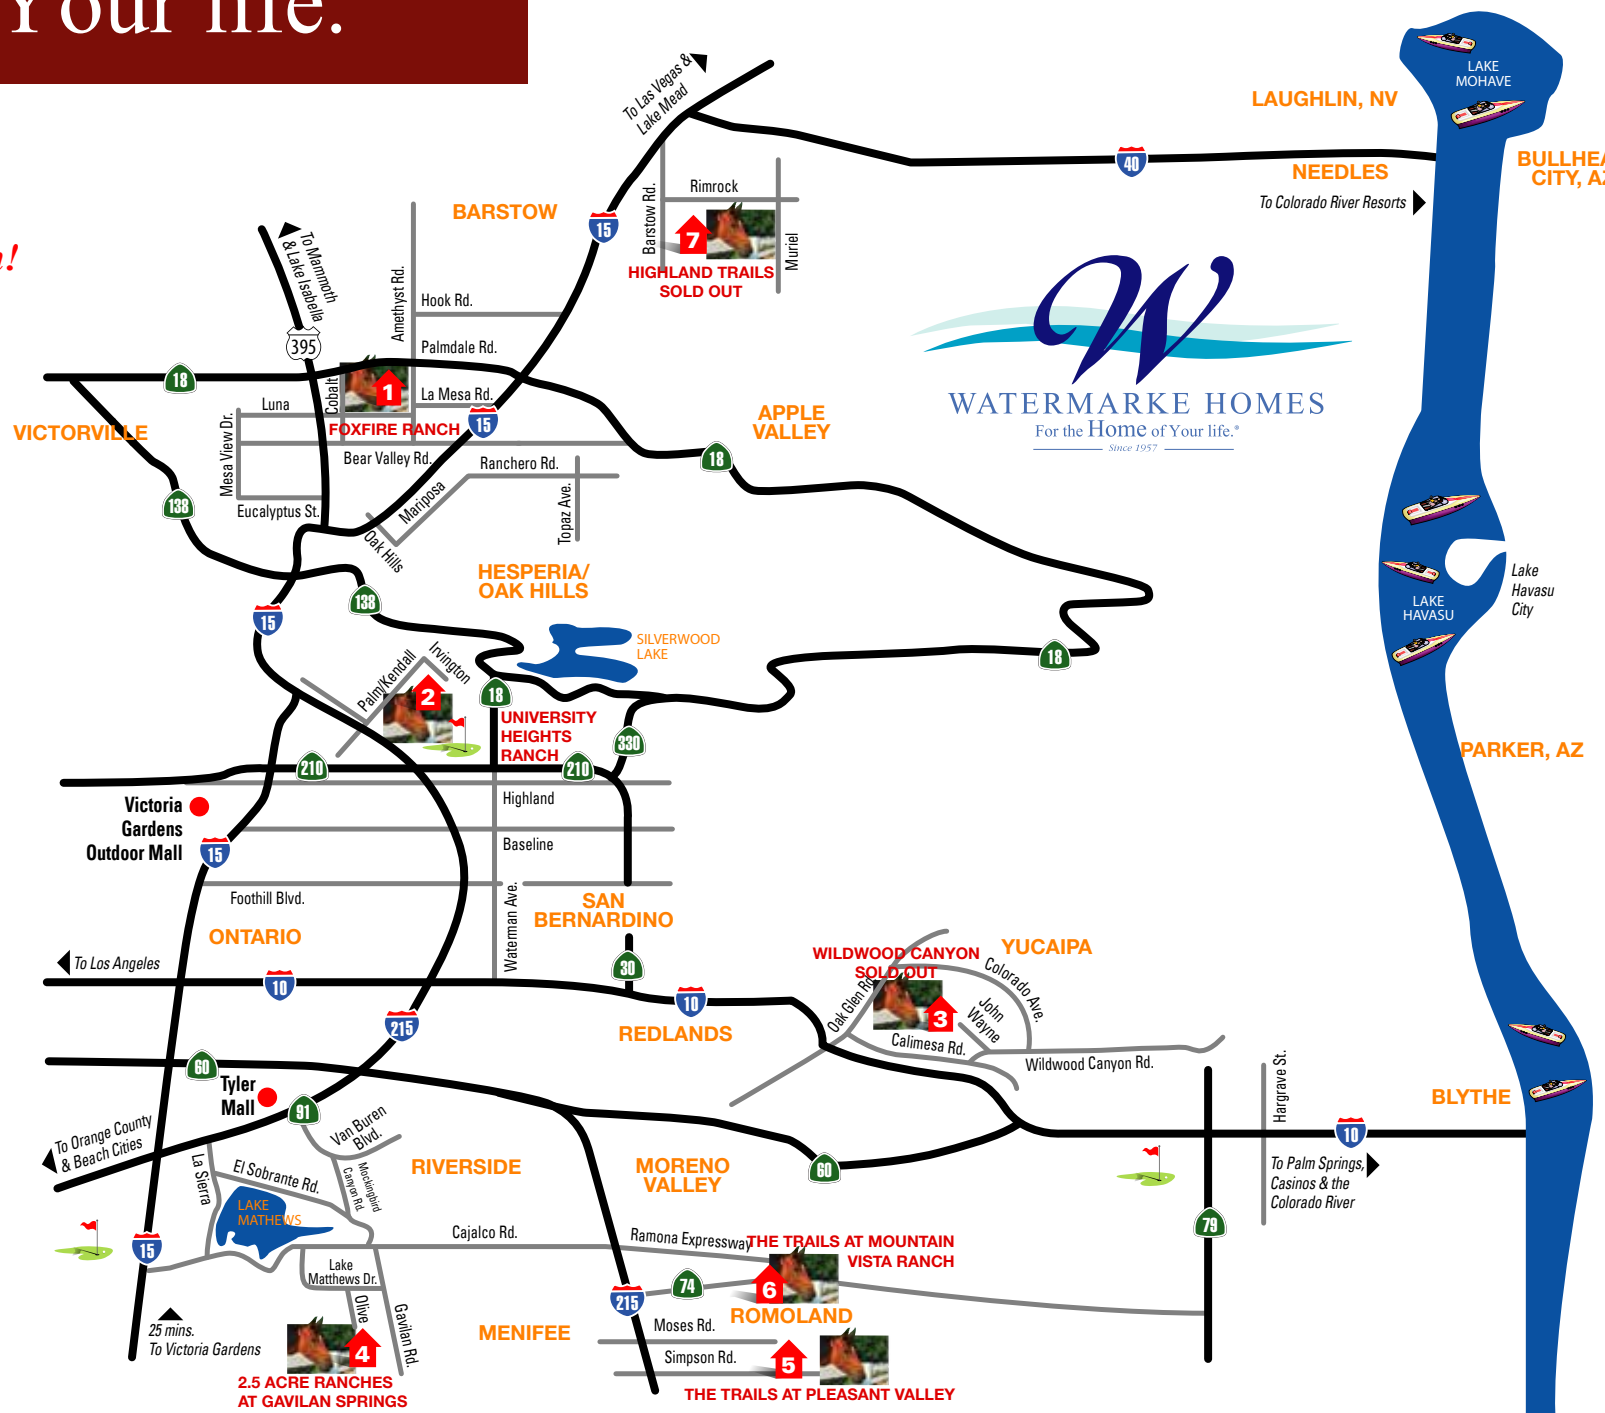 Your life.
To Las Vegas &
Lake Mead
LAKE
MOHAVE
LAUGHLIN, NV
40
NEEDLES
To Colorado River Resorts
BARSTOW
15
Barstow Rd.
Rimrock
Muriel
7
HIGHLAND TRAILS
SOLD OUT
To Mammoth
& Lake Isabella
395
Amethyst Rd.
Hook Rd.
Palmdale Rd.
18
Cobalt
1
La Mesa Rd.
Luna
15
FOXFIRE RANCH
VICTORVILLE
Mesa View Dr.
Bear Valley Rd.
Ranchero Rd.
18
APPLE
VALLEY
W
WATERMARKE HOMES
For the Home of Your life.®
Since 1957
138
Eucalyptus St.
Mariposa
Oak Hills
Topaz Ave.
HESPERIA/
OAK HILLS
138
15
SILVERWOOD
LAKE
18
Lake
Havasu
City
LAKE
HAVASU
Palm/Kendall
Irvington
2
18
UNIVERSITY
HEIGHTS
RANCH
330
210
210
PARKER, AZ
Victoria
Gardens
Outdoor Mall
15
Highland
Baseline
Foothill Blvd.
Waterman Ave.
SAN
BERNARDINO
ONTARIO
To Los Angeles
10
30
10
215
REDLANDS
WILDWOOD CANYON
SOLD OUT
YUCAIPA
Oak Glen Rd.
3
Colorado Ave.
John
Wayne
Calimesa Rd.
Wildwood Canyon Rd.
60
Tyler
Mall
91
Hargrave St.
BLYTHE
10
To Orange County
& Beach Cities
Van Buren
Blvd.
La Sierra
El Sobrante Rd.
Mockingbird
Canyon Rd.
RIVERSIDE
MORENO
VALLEY
60
To Palm Springs,
Casinos & the
Colorado River
79
LAKE
MATHEWS
15
Cajalco Rd.
Ramona Expressway
THE TRAILS AT MOUNTAIN
VISTA RANCH
Lake
Matthews Dr.
74
6
215
ROMOLAND
Olive
Gavilan Rd.
25 mins.
To Victoria Gardens
4
MENIFEE
Moses Rd.
Simpson Rd.
5
2.5 ACRE RANCHES
AT GAVILAN SPRINGS
THE TRAILS AT PLEASANT VALLEY